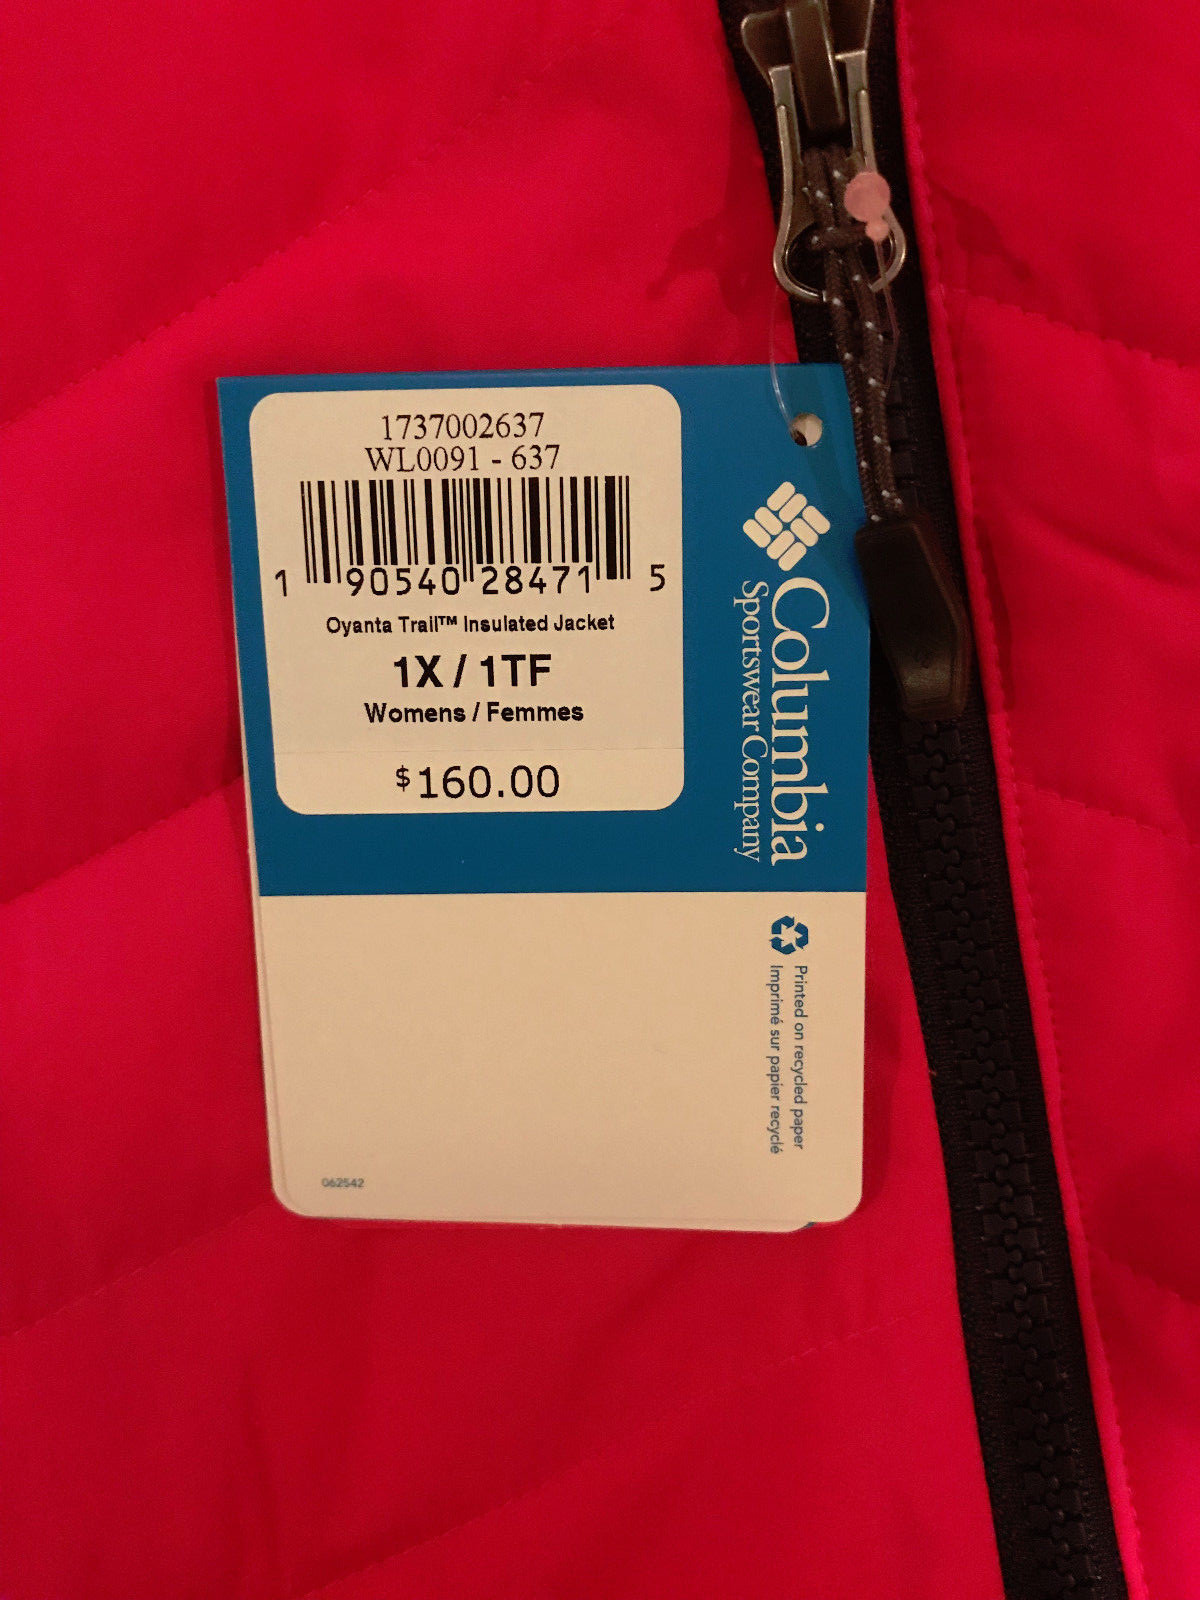 1737002637
WL0091 - 637
1 90540 28471 5
Oyanta Trail™ Insulated Jacket
1X / 1TF
Womens / Femmes
$160.00
Columbia
Sportswear Company
Printed on recycled paper
Imprimé sur papier recyclé
062542